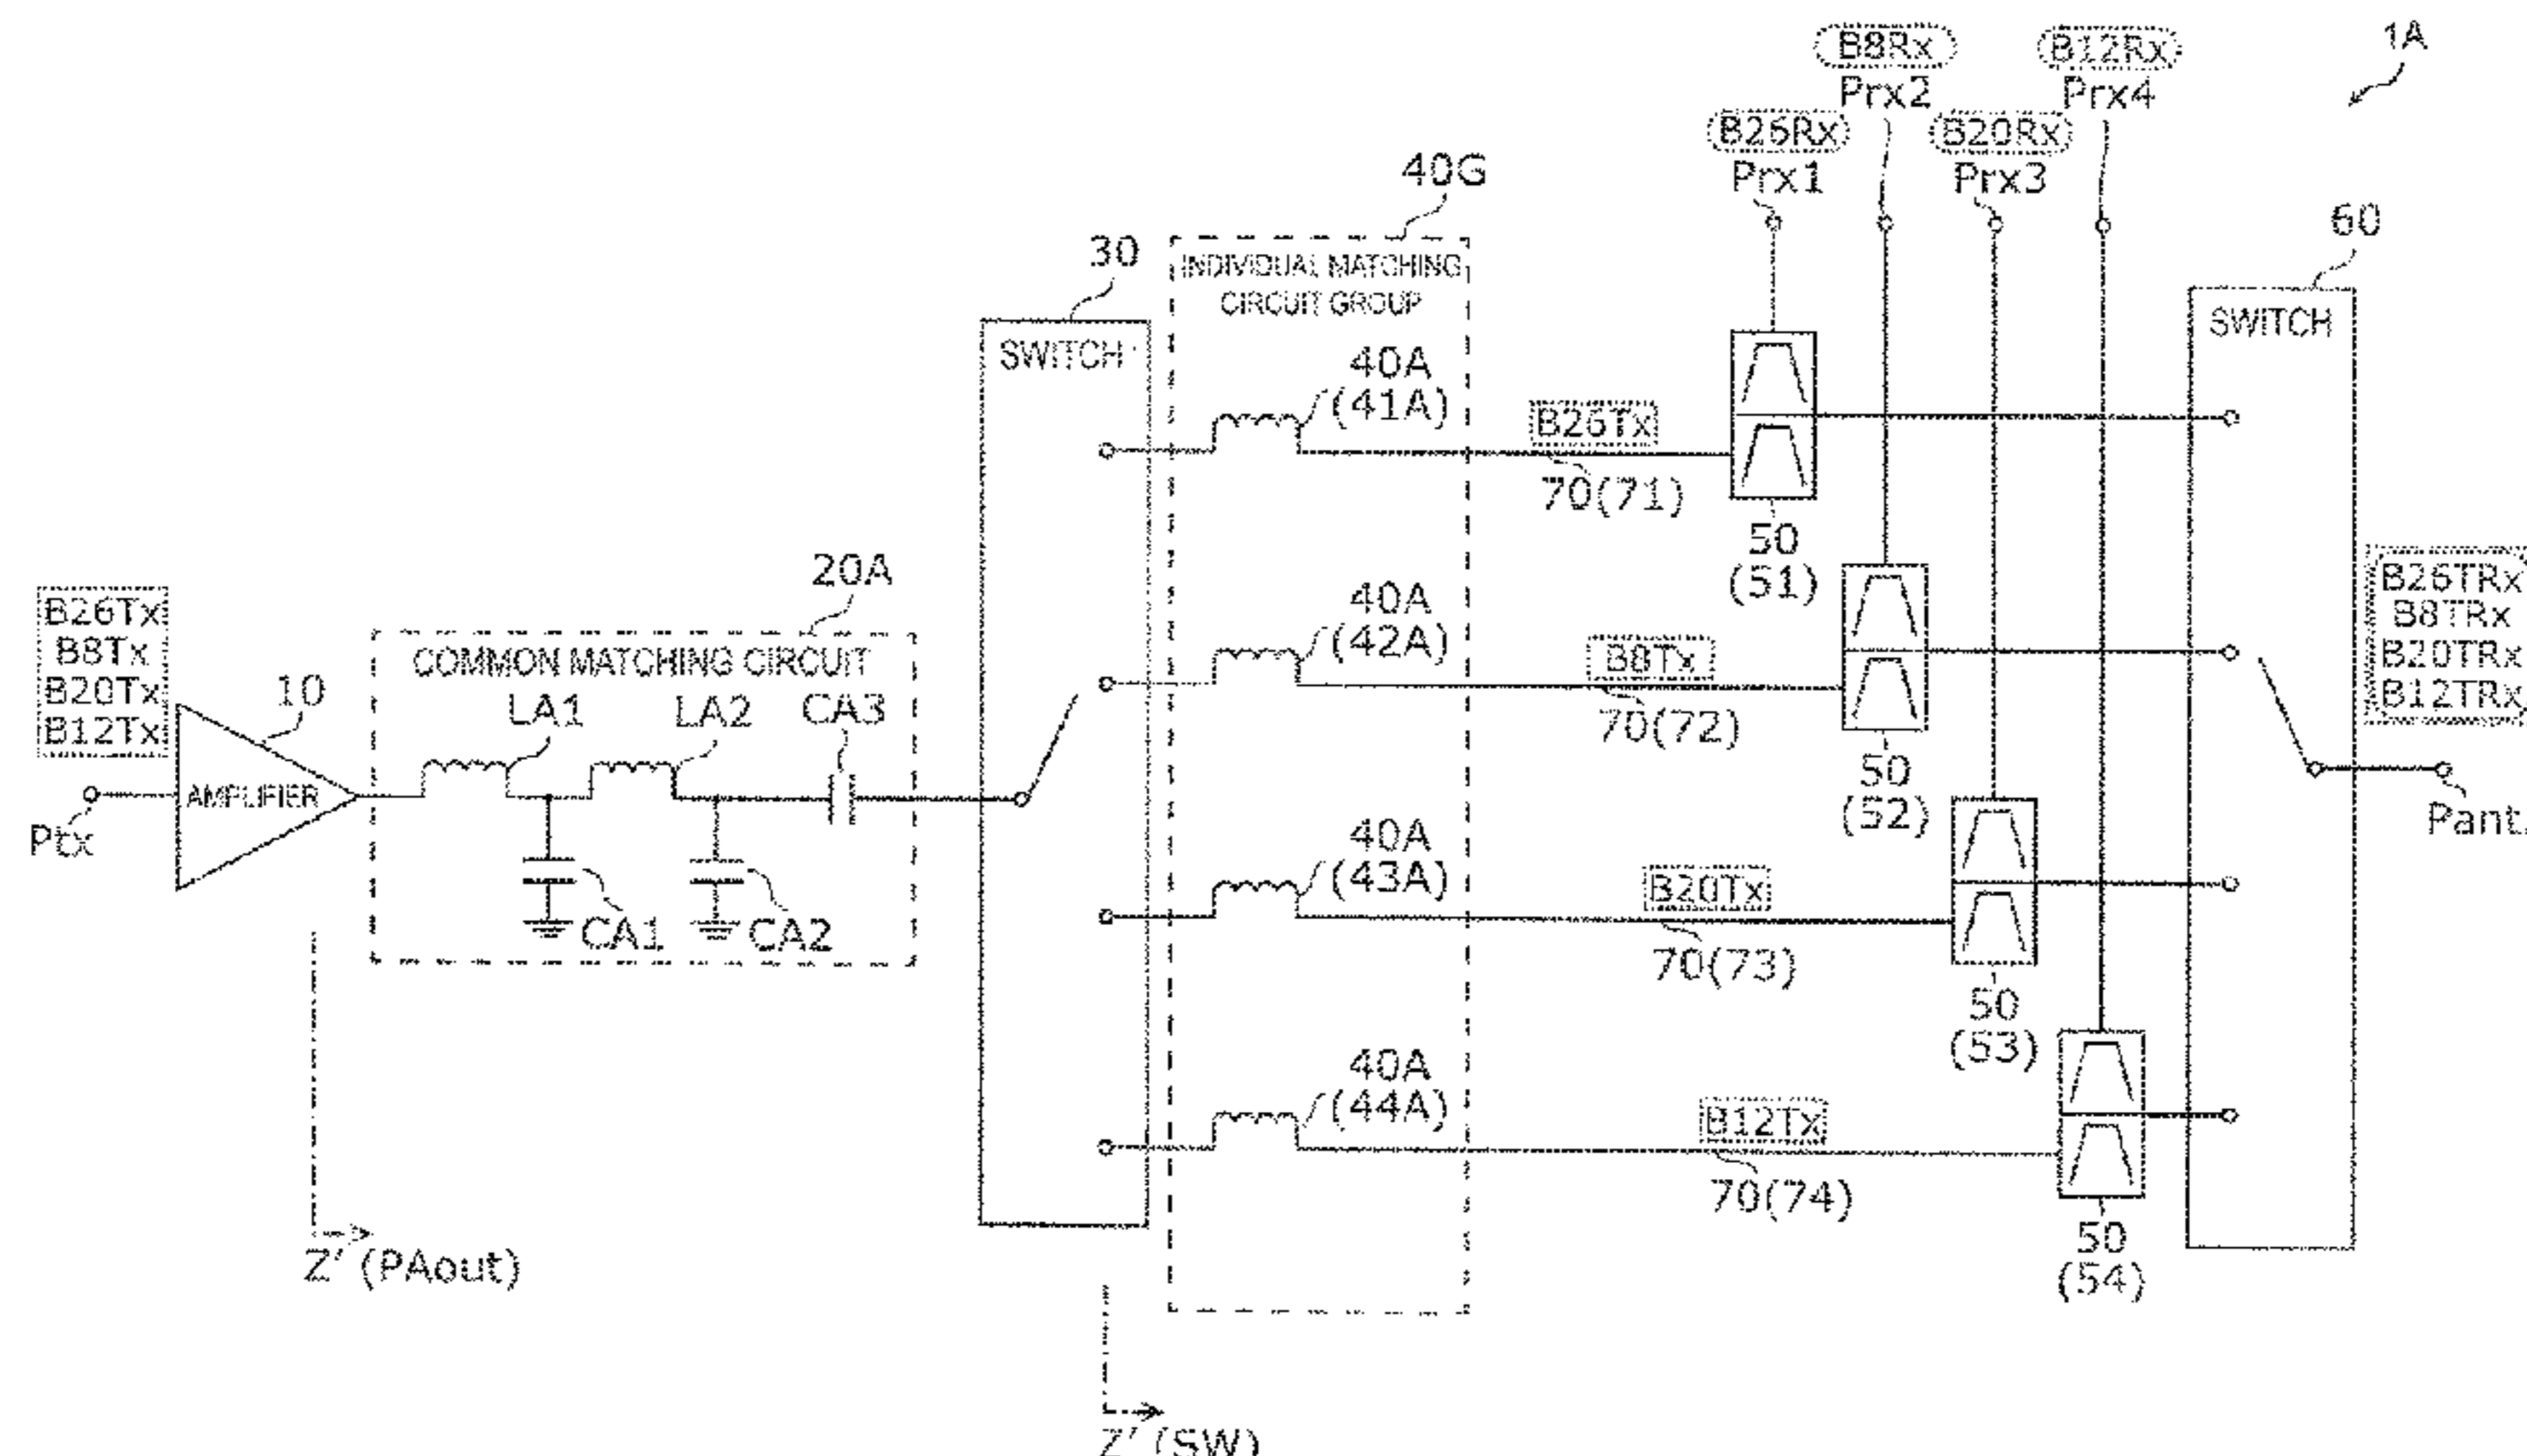 1A
B8Rx
Prx2
B12Rx
Prx4
B26Rx
Prx1
B20Rx
Prx3
40G
INDIVIDUAL MATCHING
CIRCUIT GROUP
30
SWITCH
60
SWITCH
40A
(41A)
B26Tx
70(71)
50
(51)
40A
(42A)
B8Tx
70(72)
50
(52)
40A
(43A)
B20Tx
70(73)
50
(53)
40A
(44A)
B12Tx
70(74)
50
(54)
B26Tx
B8Tx
B20Tx
B12Tx
10
AMPLIFIER
Ptx
20A
COMMON MATCHING CIRCUIT
LA1
LA2
CA3
CA1
CA2
B26TRx
B8TRx
B20TRx
B12TRx
Pant.
Z' (PAout)
Z' (SW)